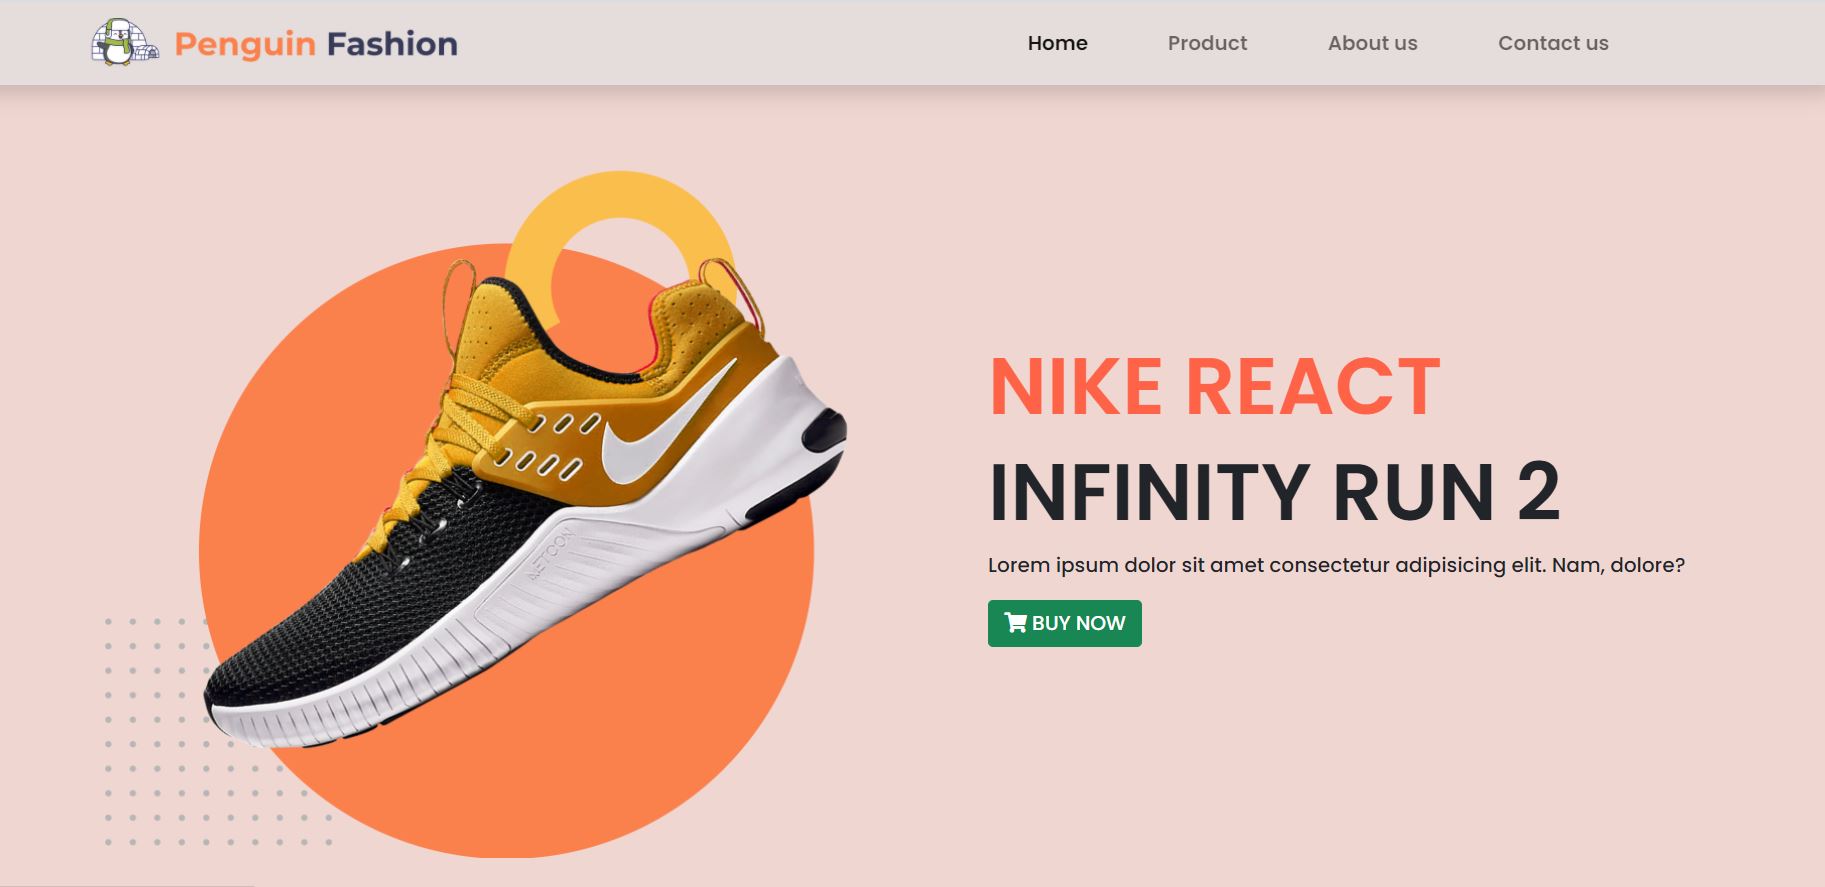 Penguin Fashion
Home Product About us Contact us
NIKE REACT
INFINITY RUN 2
Lorem ipsum dolor sit amet consectetur adipisicing elit. Nam, dolore?
BUY NOW
METCON